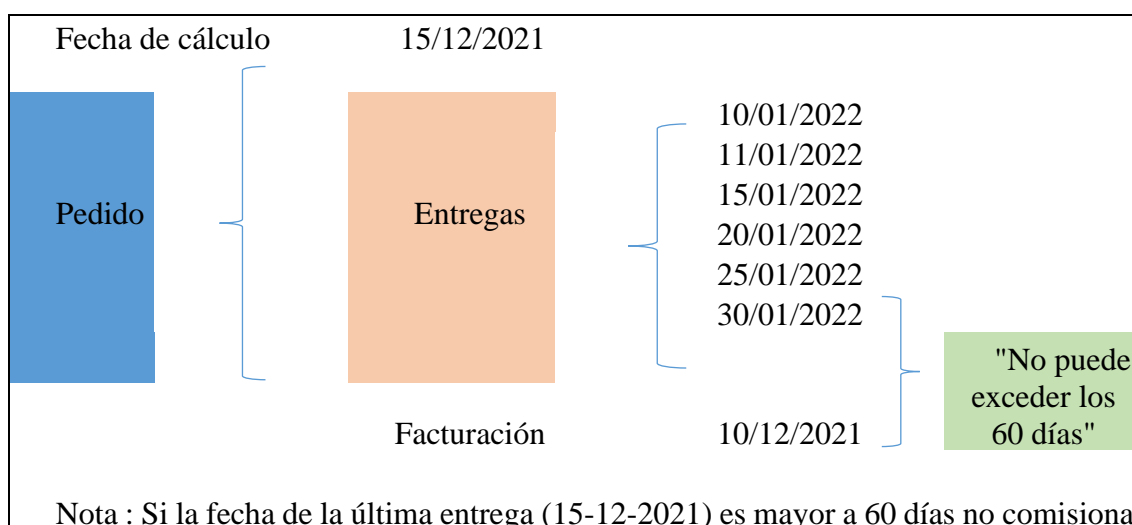 Fecha de cálculo 15/12/2021
10/01/2022
11/01/2022
Pedido Entregas 15/01/2022
20/01/2022
25/01/2022
30/01/2022
"No puede
exceder los
Facturación 10/12/2021 60 días"
Nota : Si la fecha de la última entrega (15-12-2021) es mayor a 60 días no comisiona